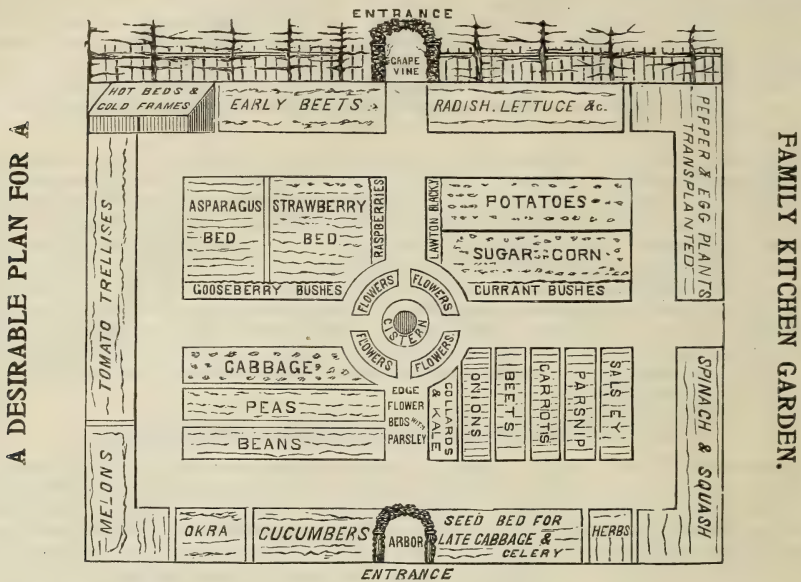 A DESIRABLE PLAN FOR A
FAMILY KITCHEN GARDEN.
ENTRANCE
GRAPE
VINE
HOT BEDS &
COLD FRAMES
EARLY BEETS
RADISH. LETTUCE &c.
PEPPER & EGG PLANTS
TRANSPLANTED
TOMATO TRELLISES
ASPARAGUS
BED
STRAWBERRY
BED
RASPBERRIES
LAWTON BLACKY
POTATOES
SUGAR CORN
GOOSEBERRY BUSHES
CURRANT BUSHES
FLOWERS
FLOWERS
CISTERN
FLOWERS
FLOWERS
CABBAGE
PEAS
BEANS
EDGE
FLOWER
BEDS WITH
PARSLEY
COLLARDS
& KALE
ONIONS
BEETS
CARROTS
PARSNIP
SALSIFY
SPINACH & SQUASH
MELONS
OKRA
CUCUMBERS
ARBOR
SEED BED FOR
LATE CABBAGE &
CELERY
HERBS
ENTRANCE